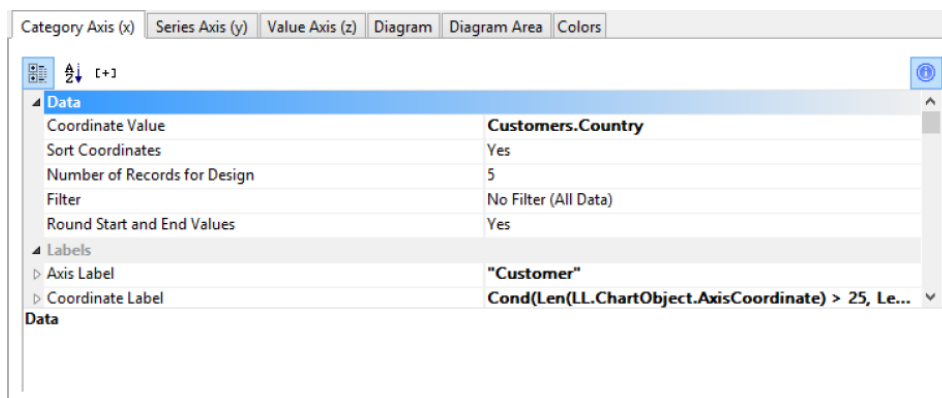 Category Axis (x) Series Axis (y) Value Axis (z) Diagram Diagram Area Colors
A Z [+] i
Data
Coordinate Value Customers.Country
Sort Coordinates Yes
Number of Records for Design 5
Filter No Filter (All Data)
Round Start and End Values Yes
Labels
Axis Label "Customer"
Coordinate Label Cond(Len(LL.ChartObject.AxisCoordinate) > 25, Le...
Data